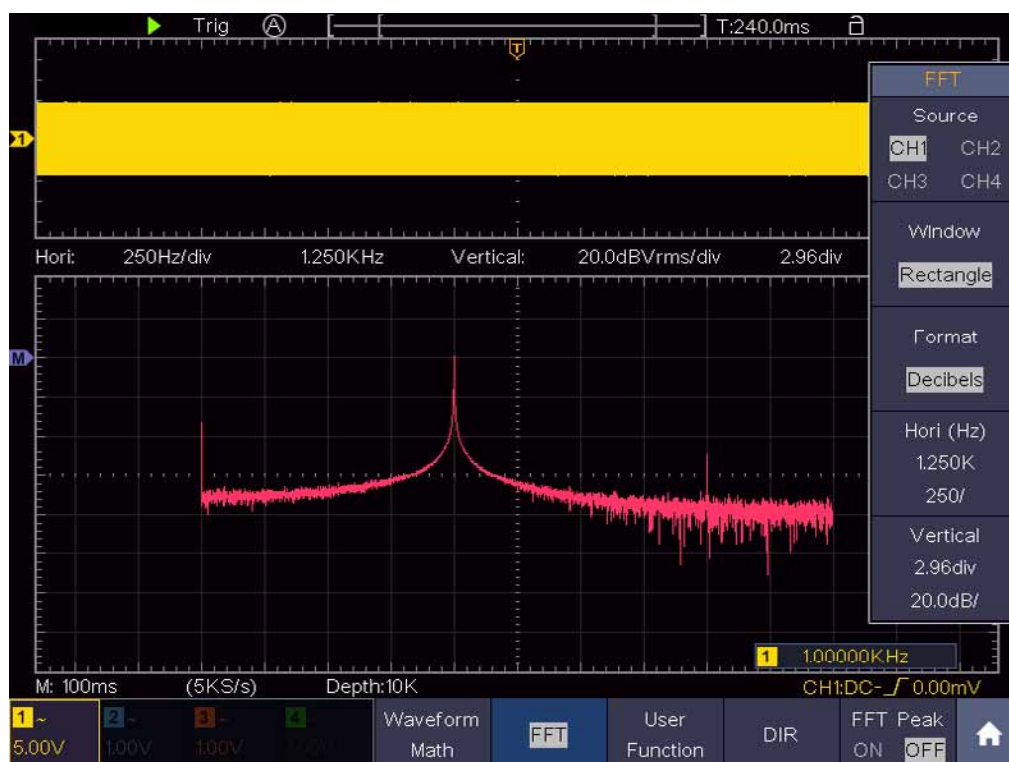 Trig A T:240.0ms
T
FFT
Source
CH1 CH2
CH3 CH4
1
Window
Rectangle
Hori: 250Hz/div 1.250KHz Vertical: 20.0dBVrms/div 2.96div
Format
Decibels
M
Hori (Hz)
1.250K
250/
Vertical
2.96div
20.0dB/
1 1.00000KHz
M: 100ms (5KS/s) Depth:10K CH1:DC- 0.00mV
1 ~ 2 ~ 3 ~ 4 ~
5.00V 1.00V 1.00V
Waveform
Math
FFT
User
Function
DIR
FFT Peak
ON OFF